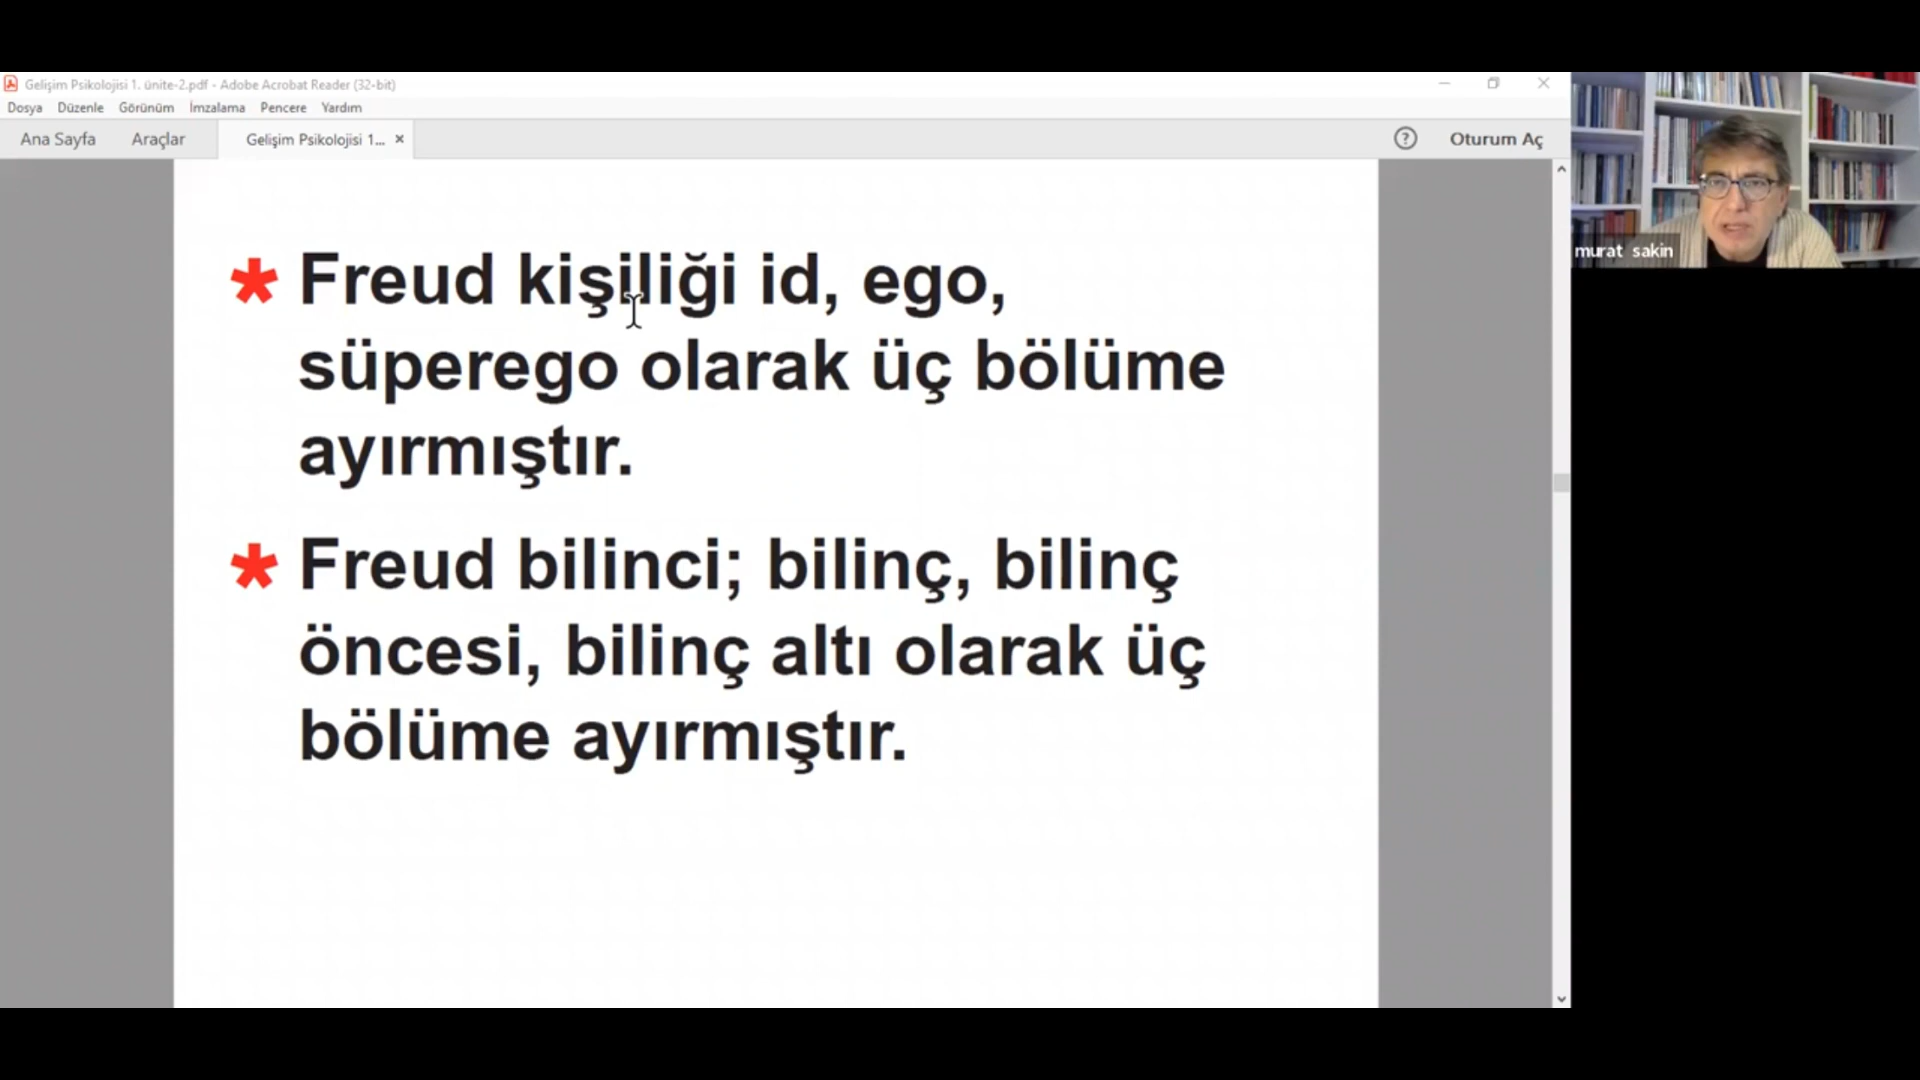 Gelişim Psikolojisi 1. ünite-2.pdf - Adobe Acrobat Reader (32-bit)
Dosya Düzenle Görünüm İmzalama Pencere Yardım
Ana Sayfa Araçlar Gelişim Psikolojisi 1... × ? Oturum Aç
* Freud kişiliği id, ego,
süperego olarak üç bölüme
ayırmıştır.
* Freud bilinci; bilinç, bilinç
öncesi, bilinç altı olarak üç
bölüme ayırmıştır.
murat sakin